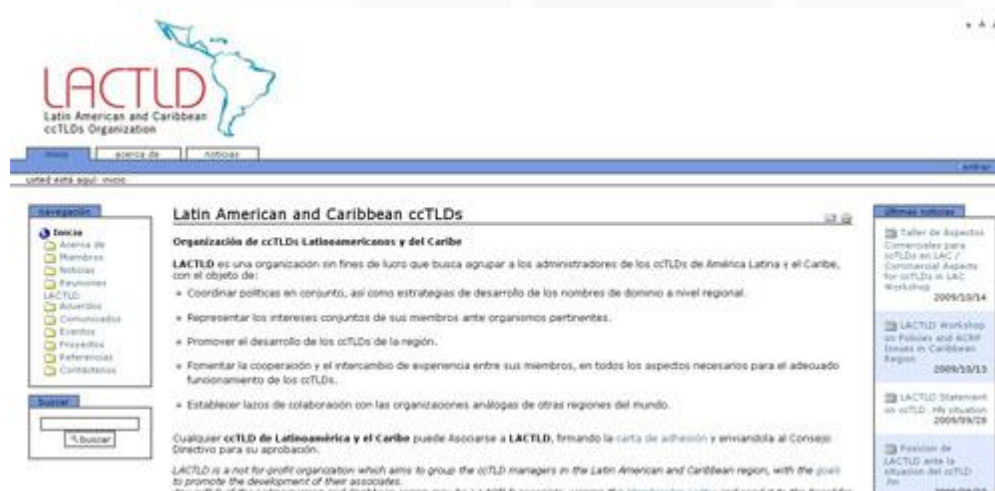 LACTLD
Latin American and Caribbean
ccTLDs Organization
inicio
acerca de
noticias
entrar
usted está aquí: inicio
navegación
Inicio
Acerca de
Miembros
Noticias
Reuniones
LACTLD
Acuerdos
Comunicados
Eventos
Proyectos
Referencias
Contáctenos
buscar
buscar
Latin American and Caribbean ccTLDs
Organización de ccTLDs Latinoamericanos y del Caribe
LACTLD es una organización sin fines de lucro que busca agrupar a los administradores de los ccTLDs de América Latina y el Caribe,
con el objeto de:
Coordinar políticas en conjunto, así como estrategias de desarrollo de los nombres de dominio a nivel regional.
Representar los intereses conjuntos de sus miembros ante organismos pertinentes.
Promover el desarrollo de los ccTLDs de la región.
Fomentar la cooperación y el intercambio de experiencia entre sus miembros, en todos los aspectos necesarios para el adecuado
funcionamiento de los ccTLDs.
Establecer lazos de colaboración con las organizaciones análogas de otras regiones del mundo.
Cualquier ccTLD de Latinoamérica y el Caribe puede Asociarse a LACTLD, firmando la carta de adhesión y enviandola al Consejo
Directivo para su aprobación.
LACTLD is a not for profit organization which aims to group the ccTLD managers in the Latin American and Caribbean region, with the goals
to promote the development of their associates.
últimas noticias
Taller de Aspectos
Comerciales para
ccTLDs en LAC /
Commercial Aspects
for ccTLDs in LAC
Workshop
2009/10/14
LACTLD Workshop
on Policies and ACRP
Issues in Caribbean
Region
2009/10/13
LACTLD Statement
on ccTLD .HN situation
2009/09/28
Posicion de
LACTLD ante la
situacion del ccTLD
.hn